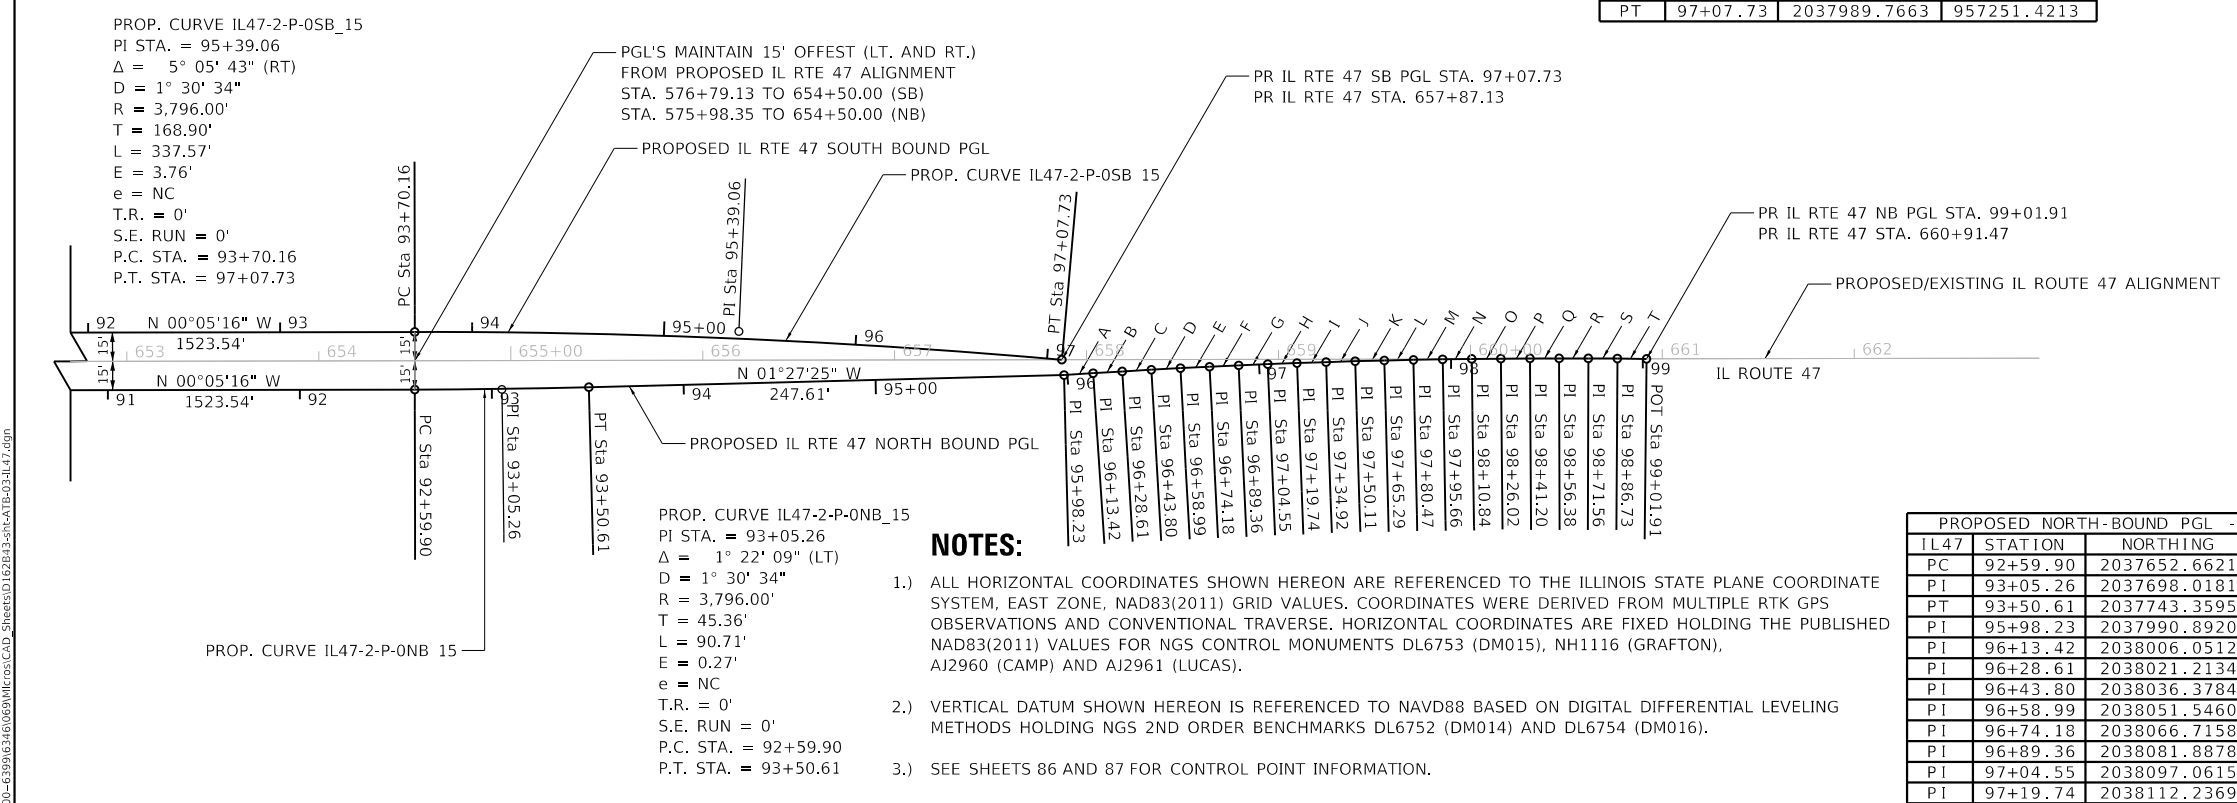 PT 97+07.73 2037989.7663 957251.4213
PROP. CURVE IL47-2-P-0SB_15
PI STA. = 95+39.06
Δ = 5° 05' 43" (RT)
D = 1° 30' 34"
R = 3,796.00'
T = 168.90'
L = 337.57'
E = 3.76'
e = NC
T.R. = 0'
S.E. RUN = 0'
P.C. STA. = 93+70.16
P.T. STA. = 97+07.73
PGL'S MAINTAIN 15' OFFEST (LT. AND RT.)
FROM PROPOSED IL RTE 47 ALIGNMENT
STA. 576+79.13 TO 654+50.00 (SB)
STA. 575+98.35 TO 654+50.00 (NB)
PROPOSED IL RTE 47 SOUTH BOUND PGL
PROP. CURVE IL47-2-P-0SB 15
PR IL RTE 47 SB PGL STA. 97+07.73
PR IL RTE 47 STA. 657+87.13
PR IL RTE 47 NB PGL STA. 99+01.91
PR IL RTE 47 STA. 660+91.47
PROPOSED/EXISTING IL ROUTE 47 ALIGNMENT
PC Sta 93+70.16
PI Sta 95+39.06
PT Sta 97+07.73
92 N 00°05'16" W 93 94 95+00 96 97
1523.54'
15' 15'
653 654 655+00 656 657 658 659 660+00 661 662
A B C D E F G H I J K L M N O P Q R S T
15' 15'
N 00°05'16" W
1523.54'
91 92 93 94 95+00 96 97 98 99
N 01°27'25" W
247.61'
IL ROUTE 47
PC Sta 92+59.90
PI Sta 93+05.26
PT Sta 93+50.61
PI Sta 95+98.23
PI Sta 96+13.42
PI Sta 96+28.61
PI Sta 96+43.80
PI Sta 96+58.99
PI Sta 96+74.18
PI Sta 96+89.36
PI Sta 97+04.55
PI Sta 97+19.74
PI Sta 97+34.92
PI Sta 97+50.11
PI Sta 97+65.29
PI Sta 97+80.47
PI Sta 97+95.66
PI Sta 98+10.84
PI Sta 98+26.02
PI Sta 98+41.20
PI Sta 98+56.38
PI Sta 98+71.56
PI Sta 98+86.73
POT Sta 99+01.91
PROPOSED IL RTE 47 NORTH BOUND PGL
PROP. CURVE IL47-2-P-0NB 15
PROP. CURVE IL47-2-P-0NB_15
PI STA. = 93+05.26
Δ = 1° 22' 09" (LT)
D = 1° 30' 34"
R = 3,796.00'
T = 45.36'
L = 90.71'
E = 0.27'
e = NC
T.R. = 0'
S.E. RUN = 0'
P.C. STA. = 92+59.90
P.T. STA. = 93+50.61
NOTES:
1.) ALL HORIZONTAL COORDINATES SHOWN HEREON ARE REFERENCED TO THE ILLINOIS STATE PLANE COORDINATE
SYSTEM, EAST ZONE, NAD83(2011) GRID VALUES. COORDINATES WERE DERIVED FROM MULTIPLE RTK GPS
OBSERVATIONS AND CONVENTIONAL TRAVERSE. HORIZONTAL COORDINATES ARE FIXED HOLDING THE PUBLISHED
NAD83(2011) VALUES FOR NGS CONTROL MONUMENTS DL6753 (DM015), NH1116 (GRAFTON),
AJ2960 (CAMP) AND AJ2961 (LUCAS).
2.) VERTICAL DATUM SHOWN HEREON IS REFERENCED TO NAVD88 BASED ON DIGITAL DIFFERENTIAL LEVELING
METHODS HOLDING NGS 2ND ORDER BENCHMARKS DL6752 (DM014) AND DL6754 (DM016).
3.) SEE SHEETS 86 AND 87 FOR CONTROL POINT INFORMATION.
PROPOSED NORTH-BOUND PGL -
IL47 STATION NORTHING
PC 92+59.90 2037652.6621
PI 93+05.26 2037698.0181
PT 93+50.61 2037743.3595
PI 95+98.23 2037990.8920
PI 96+13.42 2038006.0512
PI 96+28.61 2038021.2134
PI 96+43.80 2038036.3784
PI 96+58.99 2038051.5460
PI 96+74.18 2038066.7158
PI 96+89.36 2038081.8878
PI 97+04.55 2038097.0615
PI 97+19.74 2038112.2369
00-6399\6346\069\Micros\CAD_Sheets\D162B43-sht-ATB-03-IL47.dgn